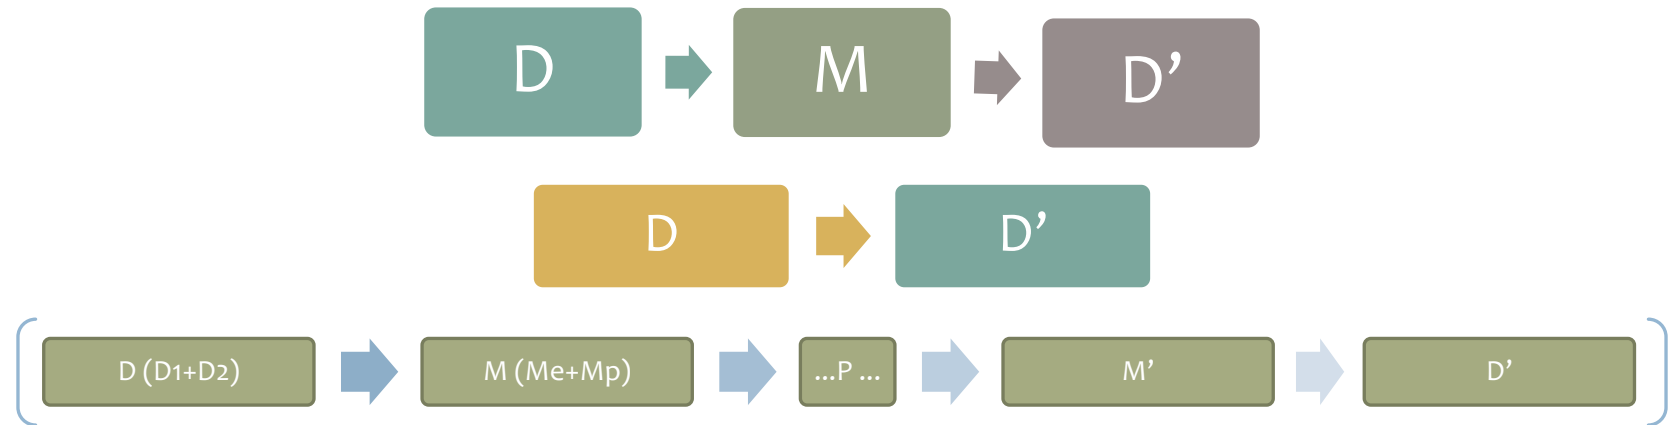 D
M
D’
D
D’
D (D1+D2)
M (Me+Mp)
...P ...
M’
D’